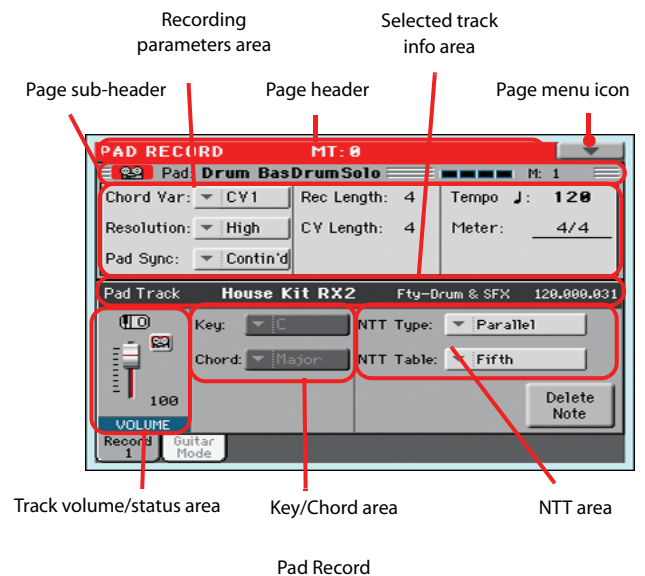 Recording
parameters area
Selected track
info area
Page sub-header
Page header
Page menu icon
PAD RECORD MT: 0
Pad: Drum BasDrumSolo M: 1
Chord Var: CV1 Rec Length: 4 Tempo ♩: 120
Resolution: High CV Length: 4 Meter: 4/4
Pad Sync: Contin'd
Pad Track House Kit RX2 Fty-Drum & SFX 120.000.031
Key: C NTT Type: Parallel
Chord: Major NTT Table: Fifth
100
VOLUME
Delete
Note
Record
1
Guitar
Mode
Track volume/status area
Key/Chord area
NTT area
Pad Record